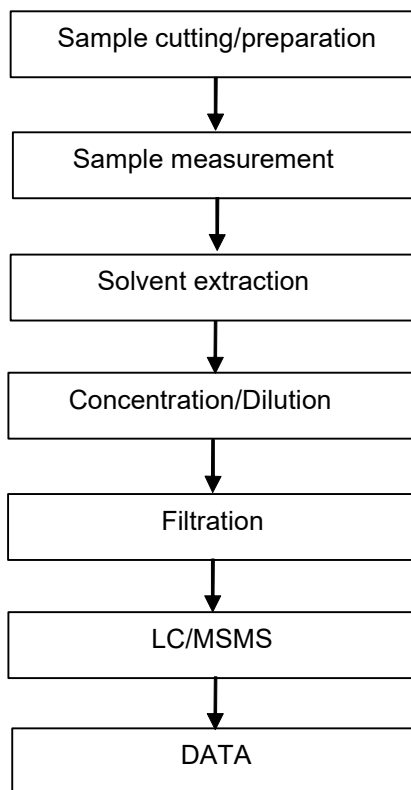 Sample cutting/preparation
Sample measurement
Solvent extraction
Concentration/Dilution
Filtration
LC/MSMS
DATA